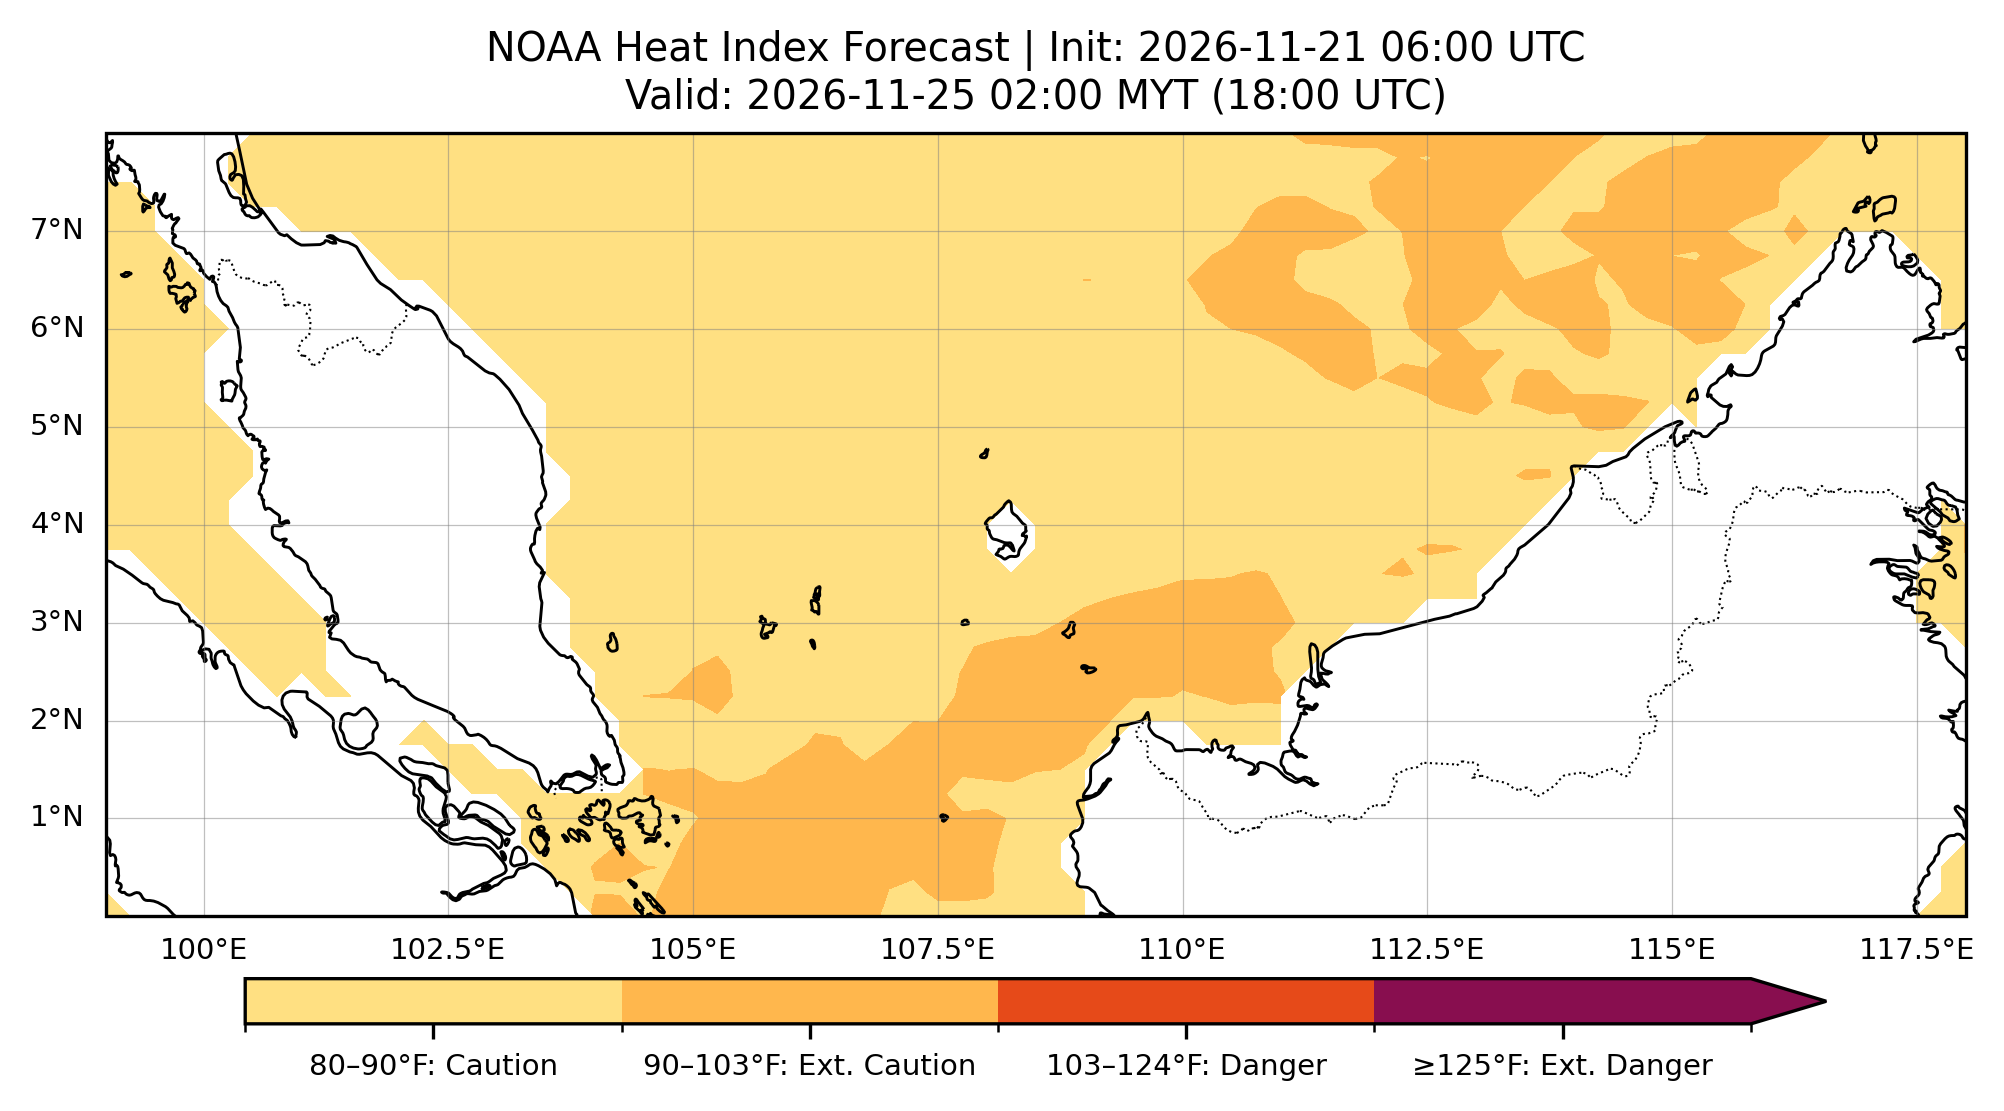 NOAA Heat Index Forecast | Init: 2026-11-21 06:00 UTC
Valid: 2026-11-25 02:00 MYT (18:00 UTC)
7°N
6°N
5°N
4°N
3°N
2°N
1°N
100°E 102.5°E 105°E 107.5°E 110°E 112.5°E 115°E 117.5°E
80–90°F: Caution 90–103°F: Ext. Caution 103–124°F: Danger ≥125°F: Ext. Danger